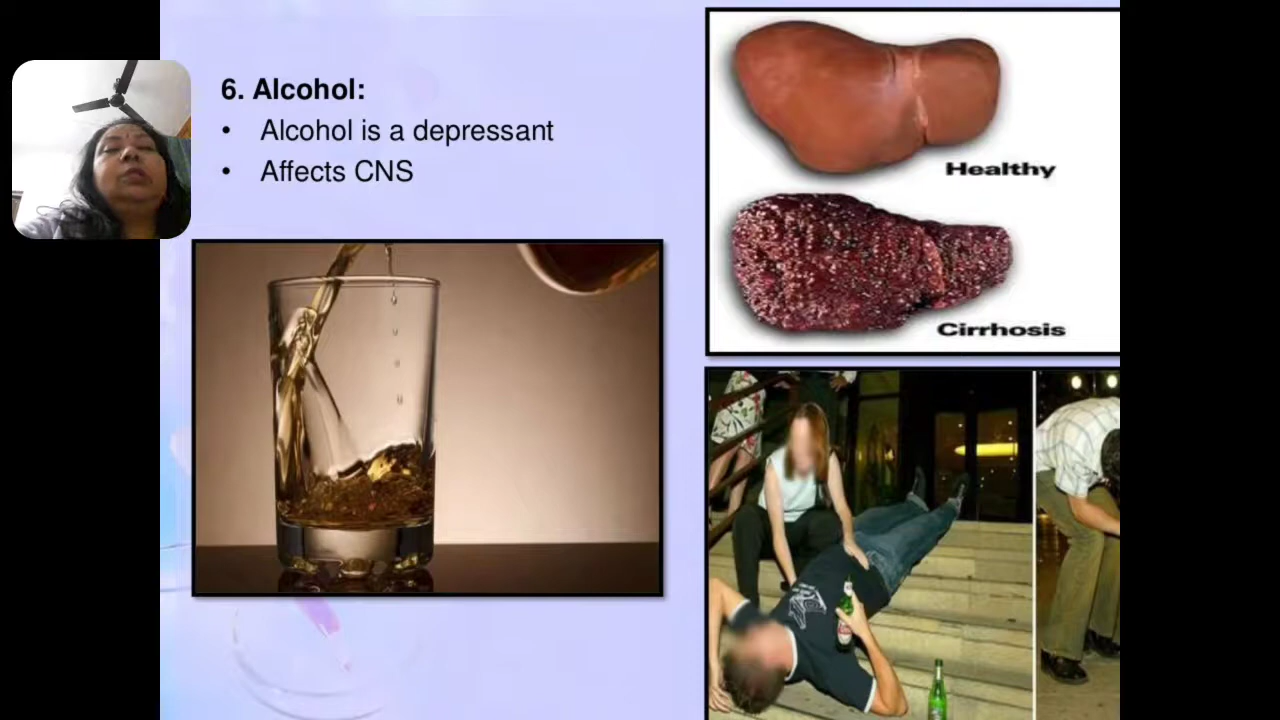 6. Alcohol:
• Alcohol is a depressant
• Affects CNS
Healthy
Cirrhosis